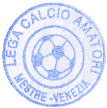 LEGA CALCIO AMATORI
MESTRE - VENEZIA